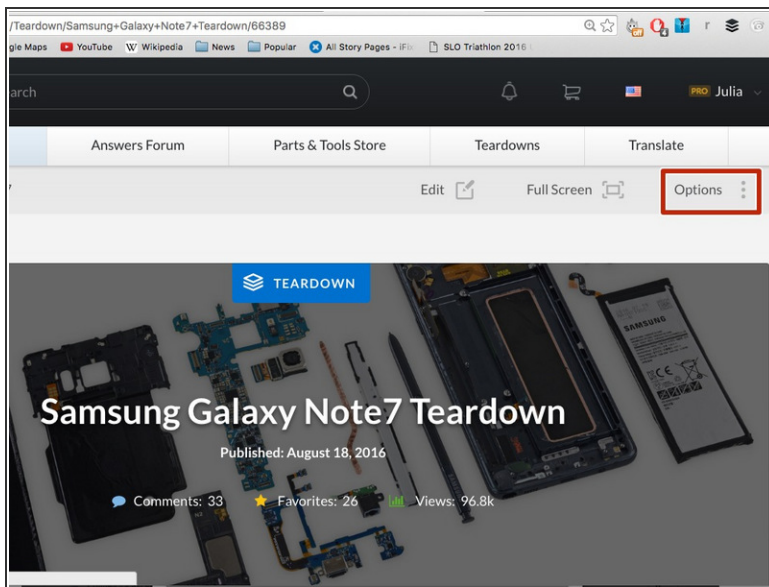 /Teardown/Samsung+Galaxy+Note7+Teardown/66389
gle Maps YouTube W Wikipedia News Popular All Story Pages - iFi SLO Triathlon 2016
arch PRO Julia
Answers Forum Parts & Tools Store Teardowns Translate
Edit Full Screen Options
TEARDOWN
SAMSUNG
Samsung Galaxy Note7 Teardown
Published: August 18, 2016
Comments: 33 Favorites: 26 Views: 96.8k